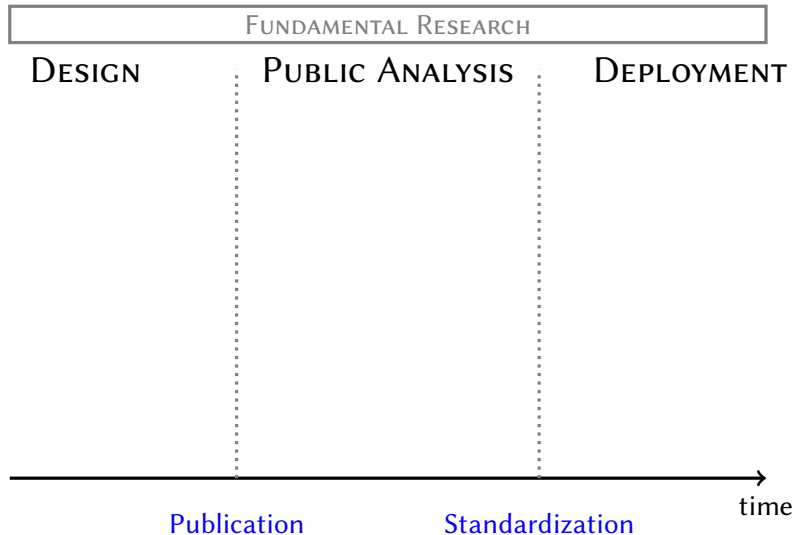 FUNDAMENTAL RESEARCH
DESIGN PUBLIC ANALYSIS DEPLOYMENT
time
Publication Standardization